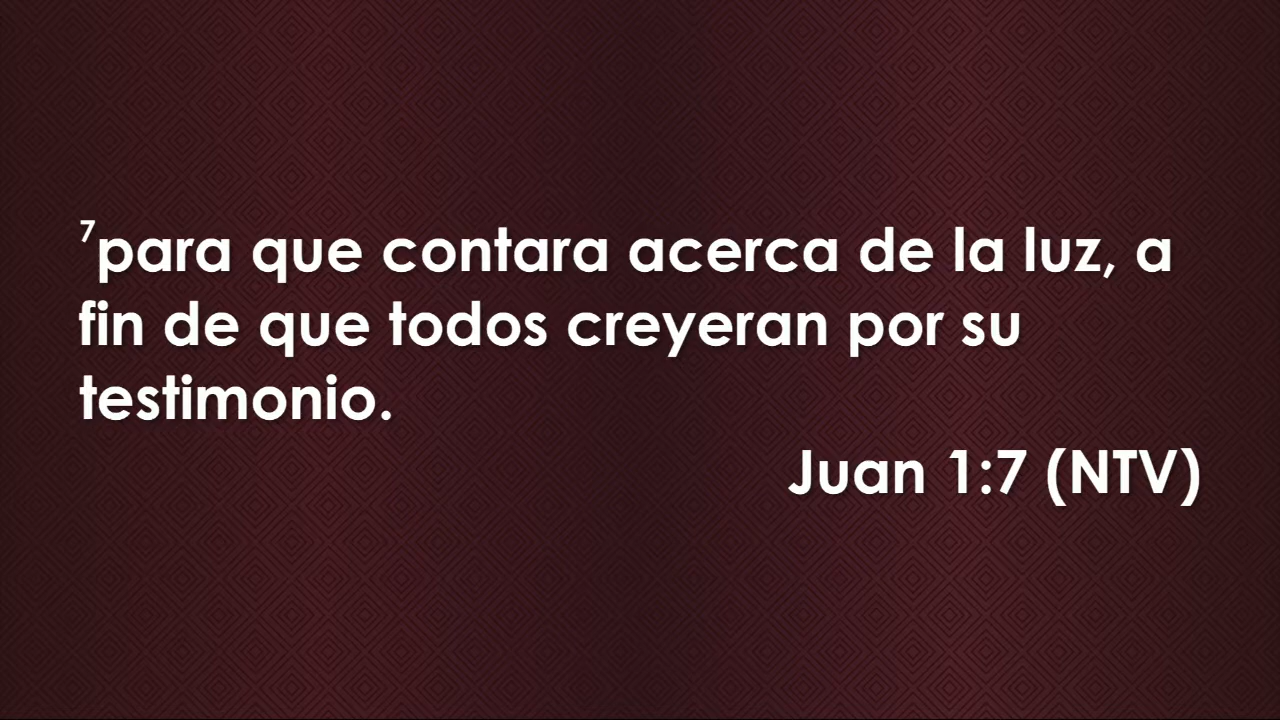 ⁷para que contara acerca de la luz, a
fin de que todos creyeran por su
testimonio.
Juan 1:7 (NTV)